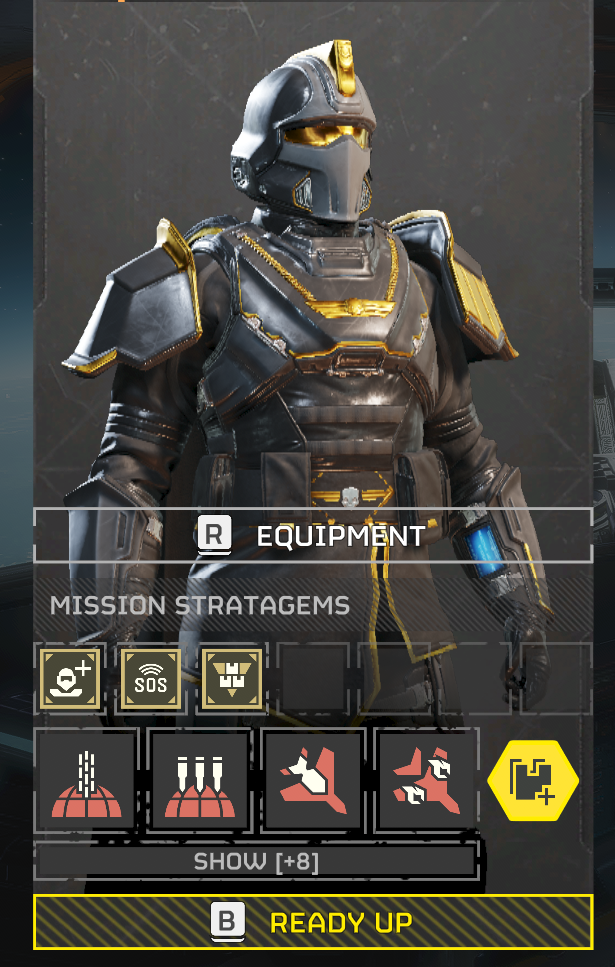 R EQUIPMENT
MISSION STRATAGEMS
SOS
SHOW [+8]
B READY UP